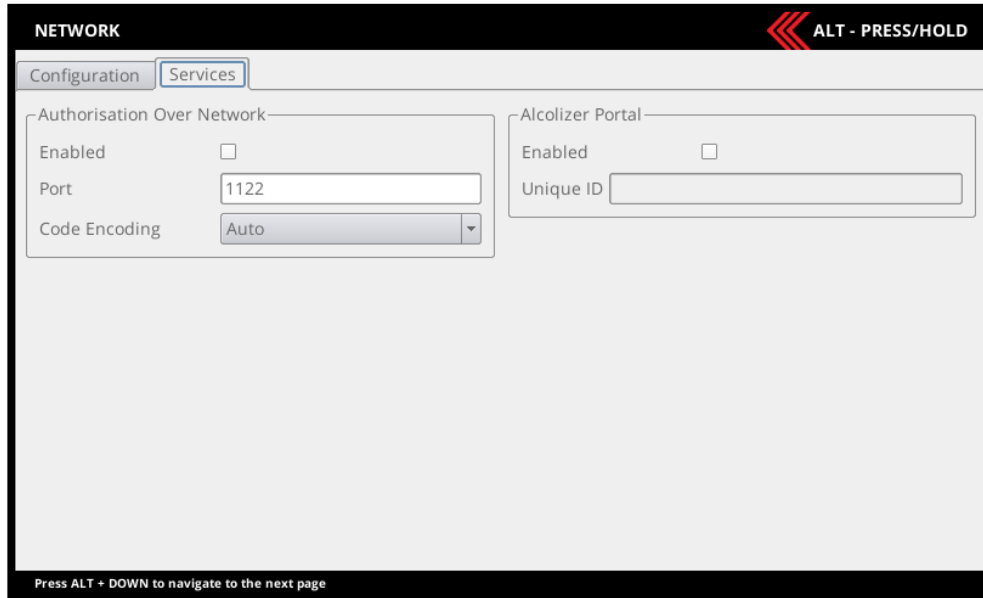 NETWORK
ALT - PRESS/HOLD
Configuration
Services
Authorisation Over Network
Enabled
Port
1122
Code Encoding
Auto
Alcolizer Portal
Enabled
Unique ID
Press ALT + DOWN to navigate to the next page